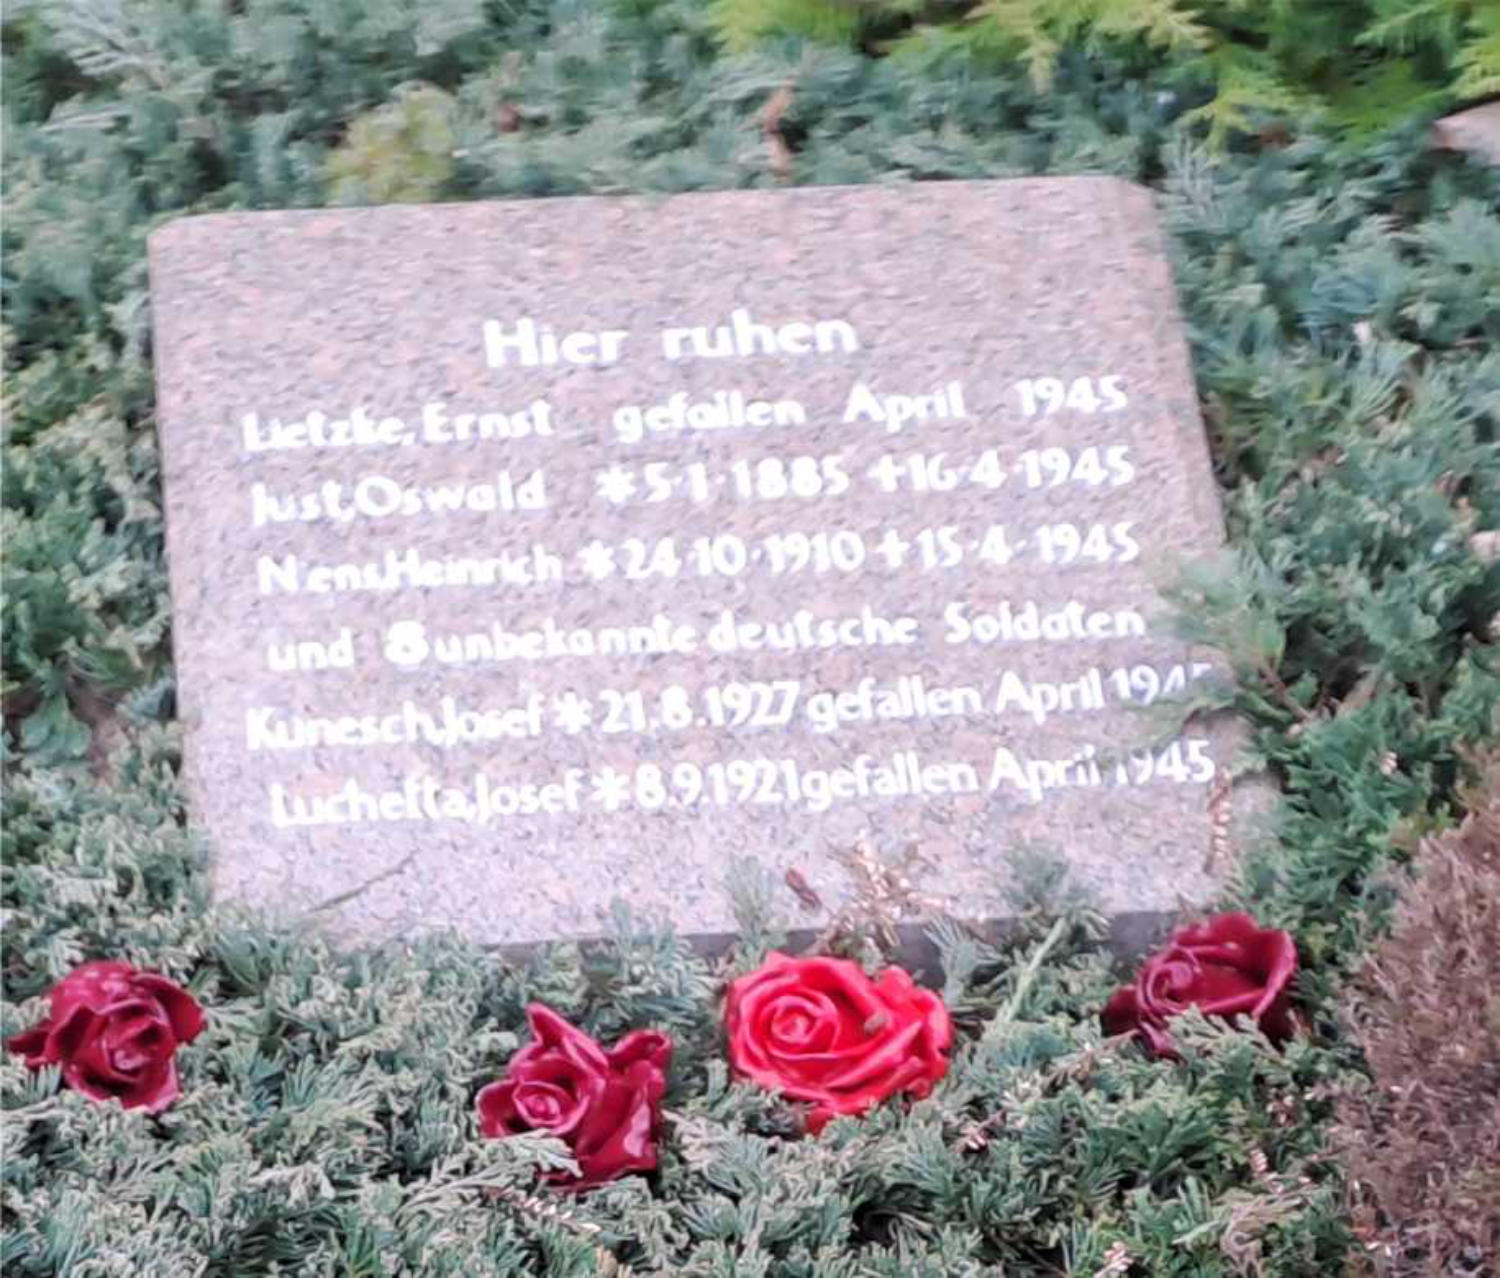 Hier ruhen
Lietzke, Ernst gefallen April 1945
Just, Oswald *5·1·1885 +16·4·1945
Heinrich *24·10·1910 +15·4·1945
und 8 unbekannte deutsche Soldaten
Kunesch, Josef *21.8.1927 gefallen April 1945
Josef *8.9.1921 gefallen April 1945